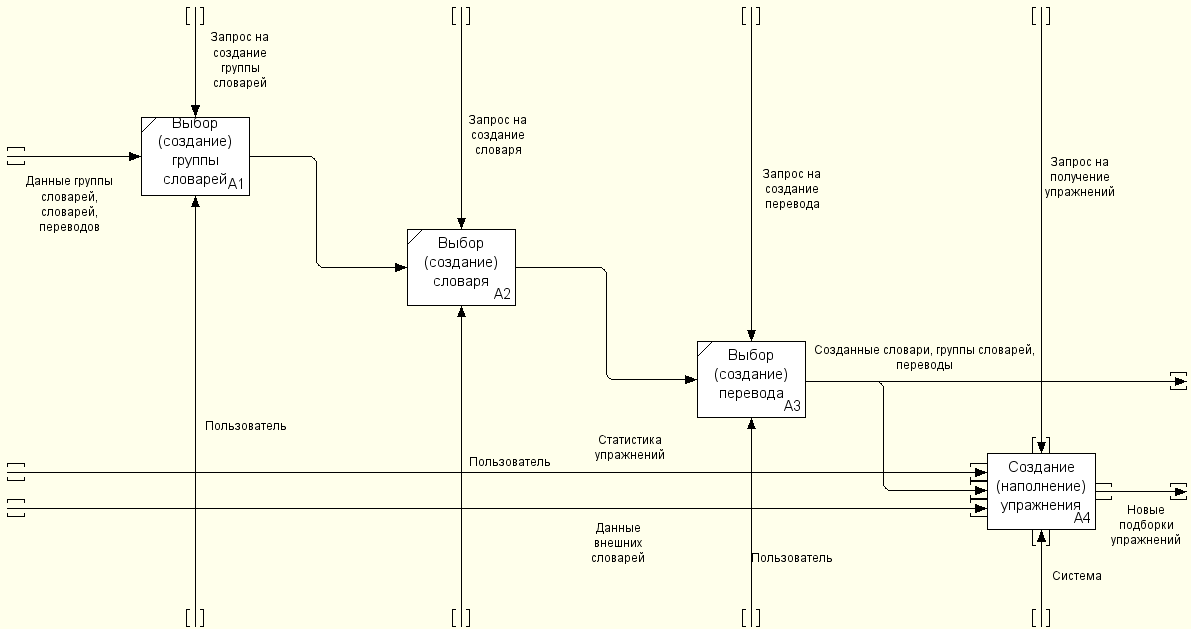 Запрос на
создание
группы
словарей
Выбор
(создание)
группы
словарей
A1
Данные группы
словарей,
словарей,
переводов
Запрос на
создание
словаря
Выбор
(создание)
словаря
A2
Запрос на
создание
перевода
Запрос на
получение
упражнений
Выбор
(создание)
перевода
A3
Созданные словари, группы словарей,
переводы
Пользователь
Статистика
упражнений
Пользователь
Создание
(наполнение)
упражнения
A4
Новые
подборки
упражнений
Данные
внешних
словарей
Пользователь
Система